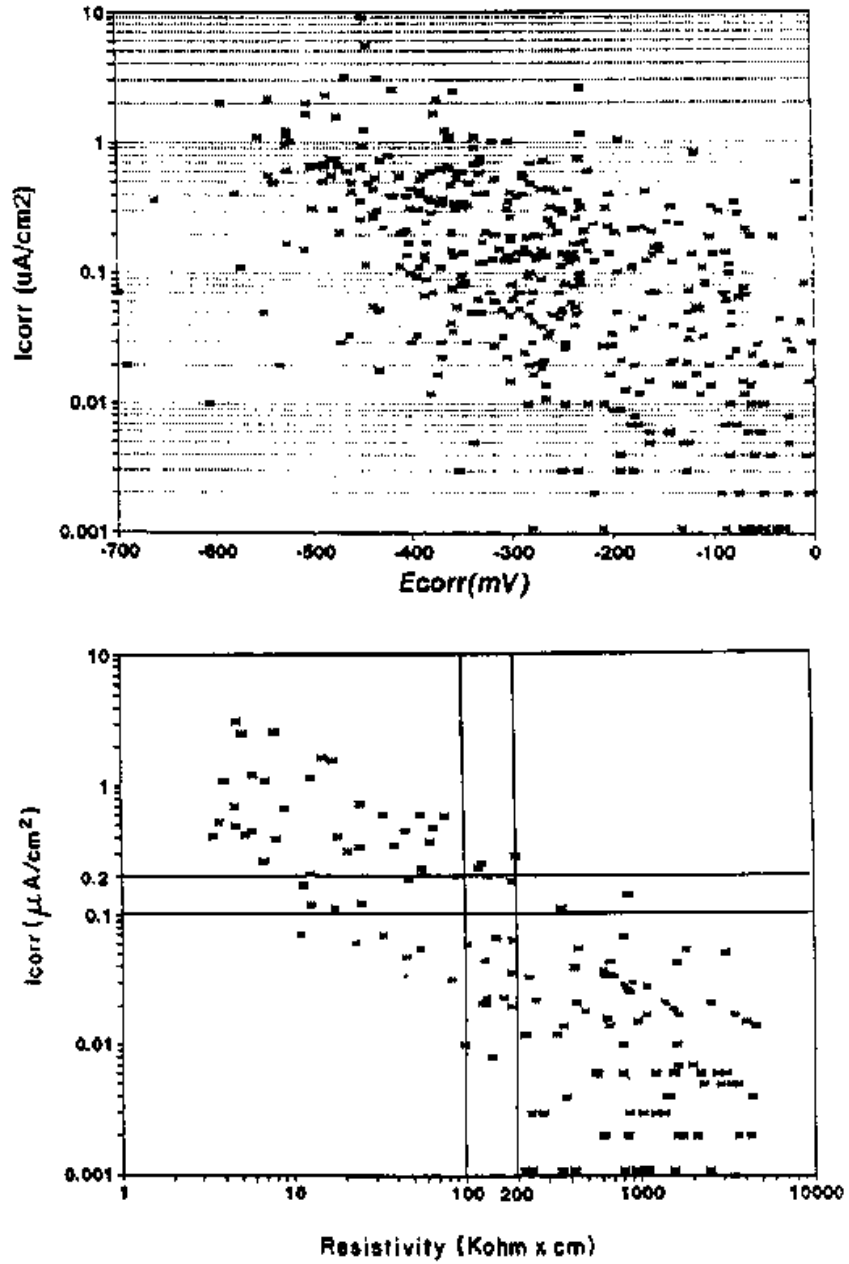 10
1
0.1
0.01
0.001
Icorr (uA/cm2)
-700 -600 -500 -400 -300 -200 -100 0
Ecorr(mV)
10
1
0.2
0.1
0.01
0.001
Icorr (μA/cm²)
1 10 100 200 1000 10000
Resistivity (Kohm x cm)